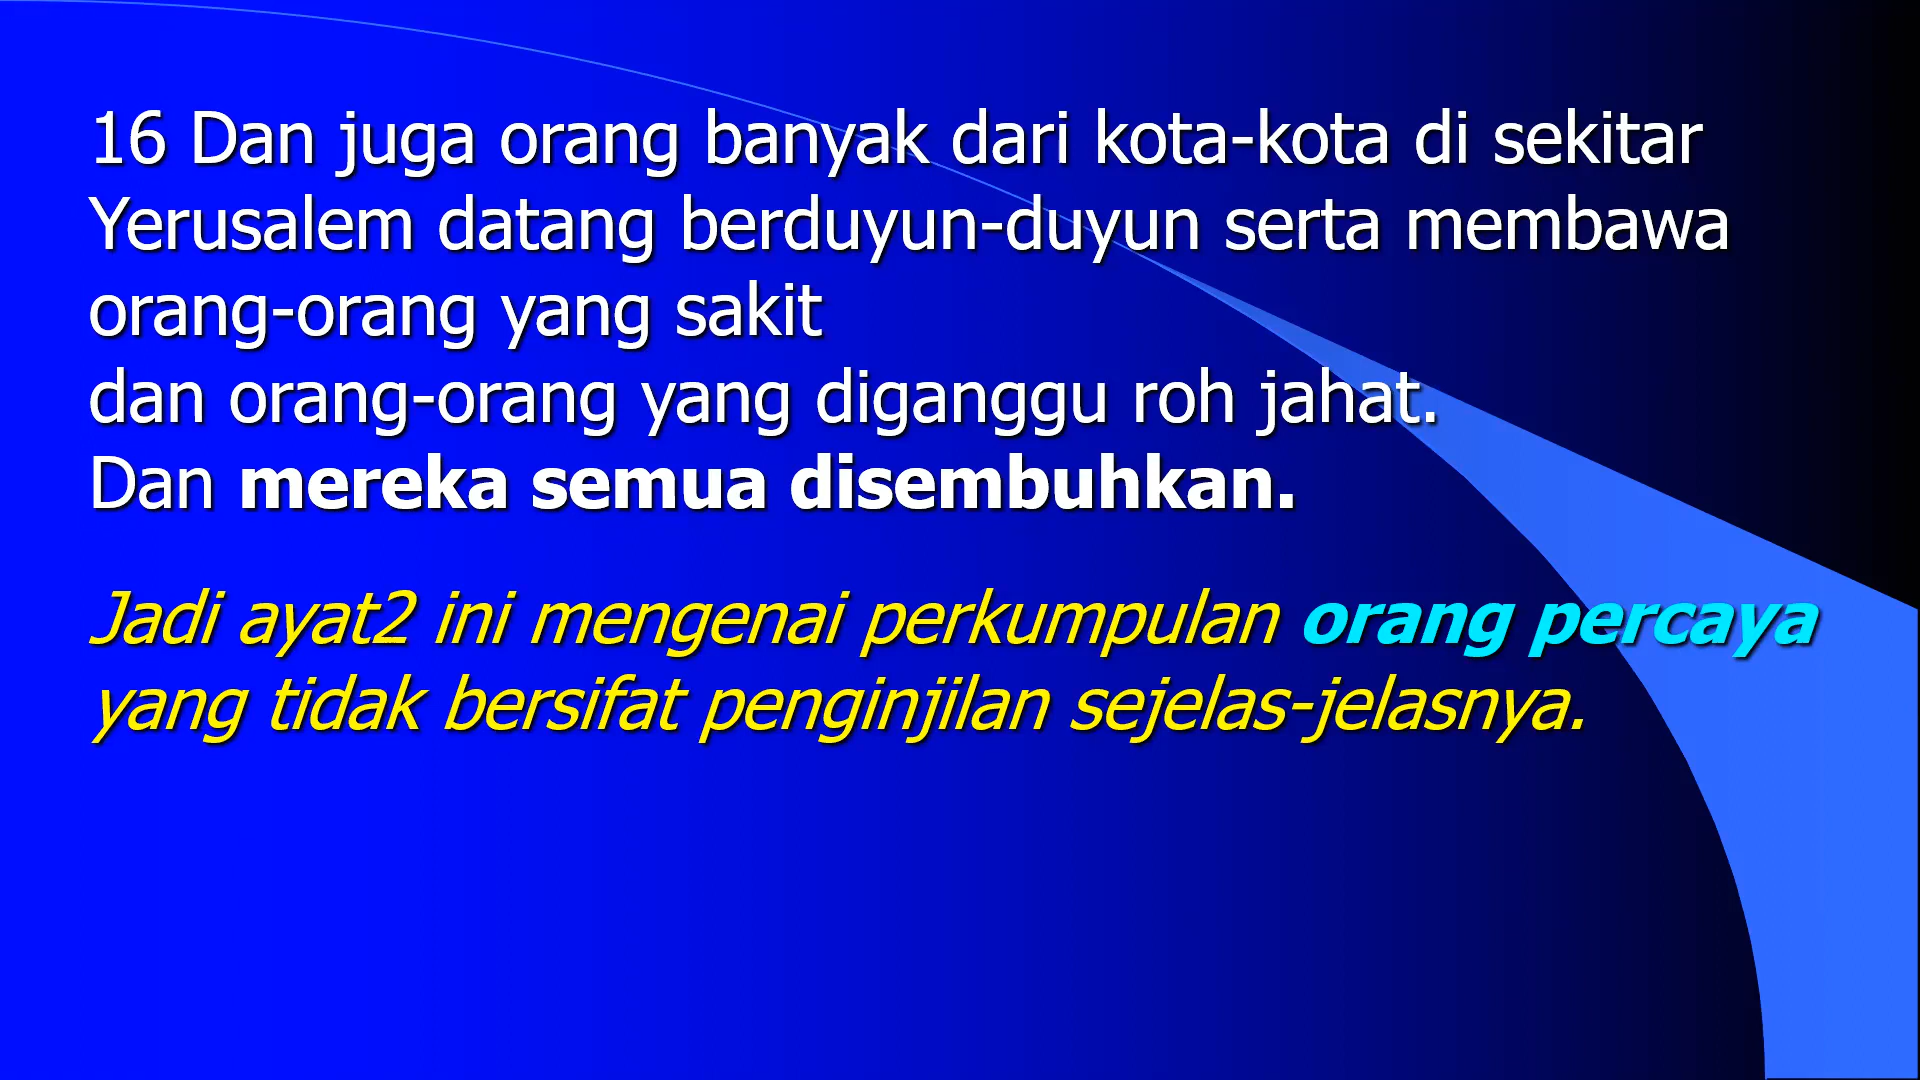 16 Dan juga orang banyak dari kota-kota di sekitar
Yerusalem datang berduyun-duyun serta membawa
orang-orang yang sakit
dan orang-orang yang diganggu roh jahat.
Dan mereka semua disembuhkan.
Jadi ayat2 ini mengenai perkumpulan orang percaya
yang tidak bersifat penginjilan sejelas-jelasnya.